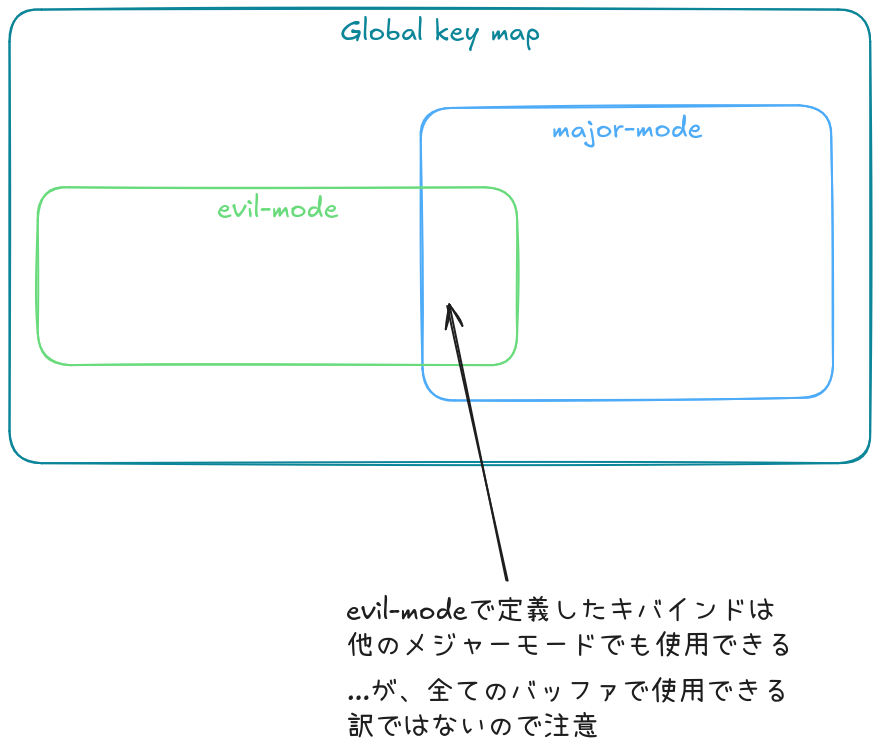 Global key map
major-mode
evil-mode
evil-modeで定義したキバインドは
他のメジャーモードでも使用できる
...が、全てのバッファで使用できる
訳ではないので注意